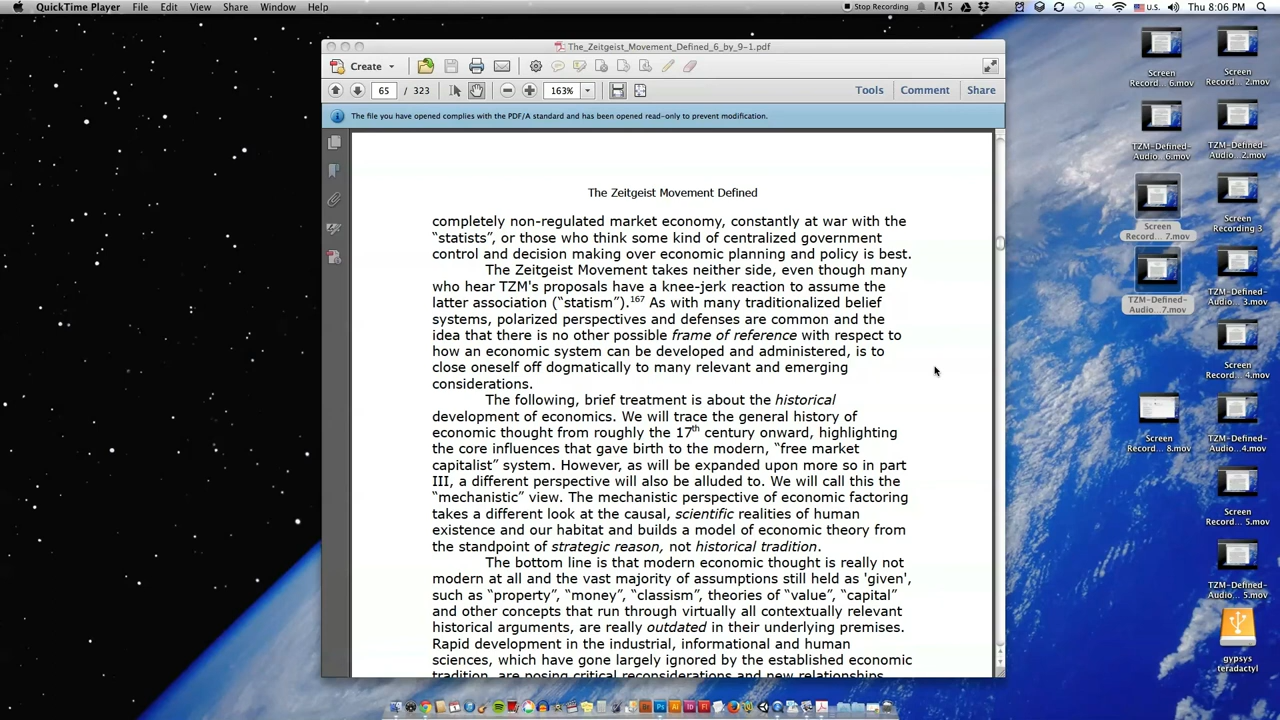 QuickTime Player File Edit View Share Window Help
Stop Recording 5 U.S. Thu 8:06 PM
The_Zeitgeist_Movement_Defined_6_by_9-1.pdf
Create
65 / 323 163% Tools Comment Share
The file you have opened complies with the PDF/A standard and has been opened read-only to prevent modification.
The Zeitgeist Movement Defined
completely non-regulated market economy, constantly at war with the
“statists”, or those who think some kind of centralized government
control and decision making over economic planning and policy is best.
The Zeitgeist Movement takes neither side, even though many
who hear TZM's proposals have a knee-jerk reaction to assume the
latter association (“statism”).167 As with many traditionalized belief
systems, polarized perspectives and defenses are common and the
idea that there is no other possible frame of reference with respect to
how an economic system can be developed and administered, is to
close oneself off dogmatically to many relevant and emerging
considerations.
The following, brief treatment is about the historical
development of economics. We will trace the general history of
economic thought from roughly the 17th century onward, highlighting
the core influences that gave birth to the modern, “free market
capitalist” system. However, as will be expanded upon more so in part
III, a different perspective will also be alluded to. We will call this the
“mechanistic” view. The mechanistic perspective of economic factoring
takes a different look at the causal, scientific realities of human
existence and our habitat and builds a model of economic theory from
the standpoint of strategic reason, not historical tradition.
The bottom line is that modern economic thought is really not
modern at all and the vast majority of assumptions still held as 'given',
such as “property”, “money”, “classism”, theories of “value”, “capital”
and other concepts that run through virtually all contextually relevant
historical arguments, are really outdated in their underlying premises.
Rapid development in the industrial, informational and human
sciences, which have gone largely ignored by the established economic
tradition, are posing critical reconsiderations and new relationships
Screen
Record... 6.mov
Screen
Record... 2.mov
TZM-Defined-
Audio...6.mov
TZM-Defined-
Audio...2.mov
Screen
Record... 7.mov
Screen
Recording 3
TZM-Defined-
Audio...7.mov
TZM-Defined-
Audio...3.mov
Screen
Record... 4.mov
Screen
Record... 8.mov
TZM-Defined-
Audio...4.mov
Screen
Record... 5.mov
TZM-Defined-
Audio... 5.mov
gypsys
teradactyl